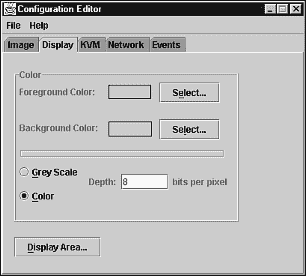 Configuration Editor
File Help
Image Display KVM Network Events
Color
Foreground Color: Select...
Background Color: Select...
Grey Scale
Depth: 8 bits per pixel
Color
Display Area...